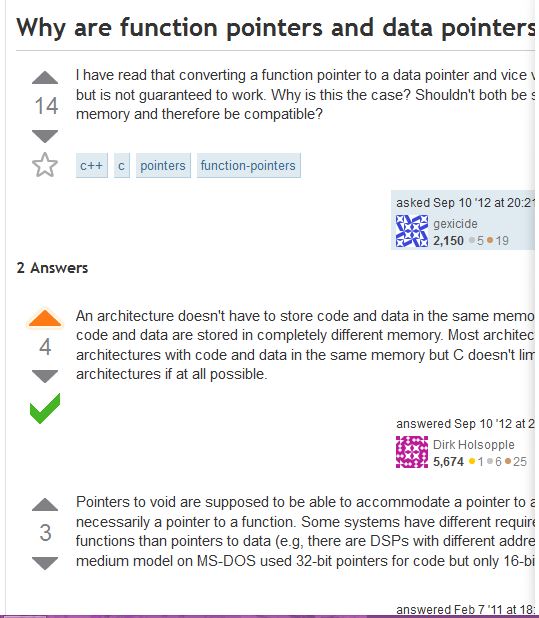 Why are function pointers and data pointers
I have read that converting a function pointer to a data pointer and vice
but is not guaranteed to work. Why is this the case? Shouldn't both be
14
memory and therefore be compatible?
c++ c pointers function-pointers
asked Sep 10 '12 at 20:21
gexicide
2,150 5 19
2 Answers
An architecture doesn't have to store code and data in the same
code and data are stored in completely different memory. Most
4
architectures with code and data in the same memory but C doesn't
architectures if at all possible.
answered Sep 10 '12 at 2
Dirk Holsopple
5,674 1 6 25
Pointers to void are supposed to be able to accommodate a pointer to
necessarily a pointer to a function. Some systems have different
3
functions than pointers to data (e.g, there are DSPs with different
medium model on MS-DOS used 32-bit pointers for code but only
answered Feb 7 '11 at 18: